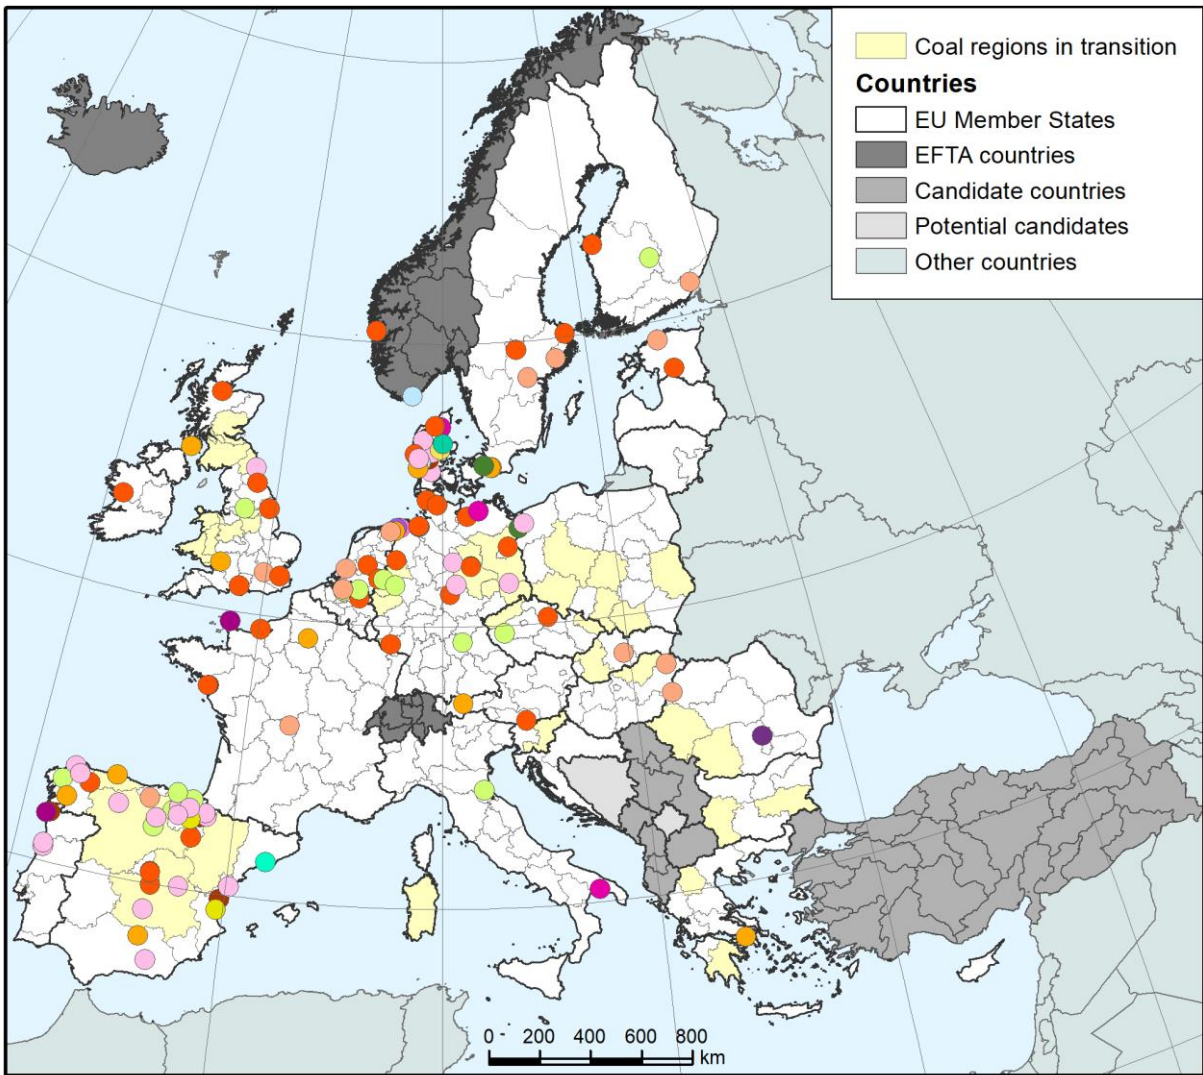 Coal regions in transition
Countries
EU Member States
EFTA countries
Candidate countries
Potential candidates
Other countries
0 200 400 600 800
km